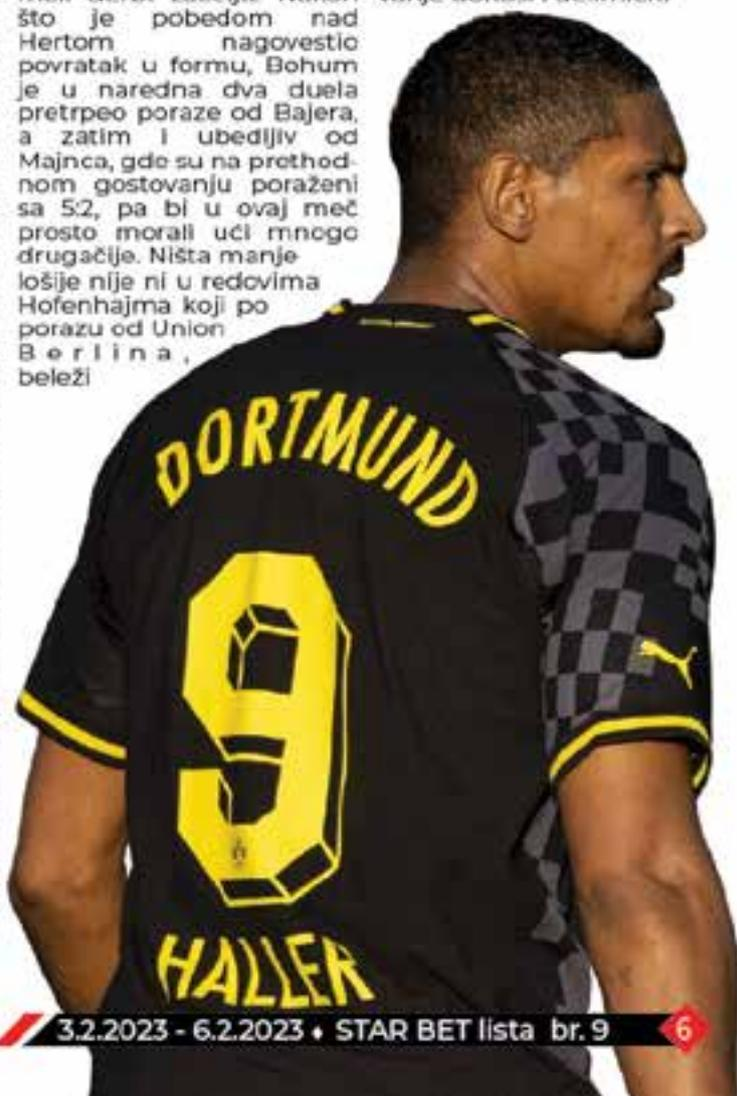 što je pobedom nad
Hertom nagovestio
povratak u formu, Bohum
je u naredna dva duela
pretrpeo poraze od Bajera,
a zatim i ubedljiv od
Majnca, gde su na prethod-
nom gostovanju poraženi
sa 5:2, pa bi u ovaj meč
prosto morali ući mnogo
drugačije. Ništa manje
lošije nije ni u redovima
Hofenhajma koji po
porazu od Union
Berlina,
beleži
DORTMUND
9
HALLER
3.2.2023 - 6.2.2023 ♦ STAR BET lista br. 9
6